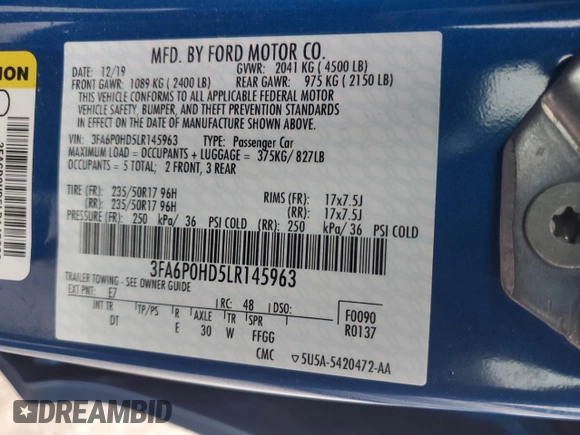 MFD. BY FORD MOTOR CO.
DATE: 12/19 GVWR: 2041 KG ( 4500 LB)
FRONT GAWR: 1089 KG ( 2400 LB) REAR GAWR: 975 KG ( 2150 LB)
THIS VEHICLE CONFORMS TO ALL APPLICABLE FEDERAL MOTOR
VEHICLE SAFETY, BUMPER, AND THEFT PREVENTION STANDARDS
IN EFFECT ON THE DATE OF MANUFACTURE SHOWN ABOVE.
VIN: 3FA6P0HD5LR145963 TYPE: Passenger Car
MAXIMUM LOAD = OCCUPANTS + LUGGAGE = 375KG/ 827LB
OCCUPANTS = 5 TOTAL: 2 FRONT, 3 REAR
TIRE (FR): 235/50R17 96H RIMS (FR): 17x7.5J
(RR): 235/50R17 96H (RR): 17x7.5J
PRESSURE (FR): 250 kPa/ 36 PSI COLD (RR): 250 kPa/ 36 PSI COLD
3FA6P0HD5LR145963
TRAILER TOWING - SEE OWNER GUIDE
EXT PNT: E7 RC: 48 DSO: F0090
INT TR TP/PS R AXLE TR SPR R0137
DT E 30 W FFGG
CMC 5U5A-5420472-AA
DREAMBID